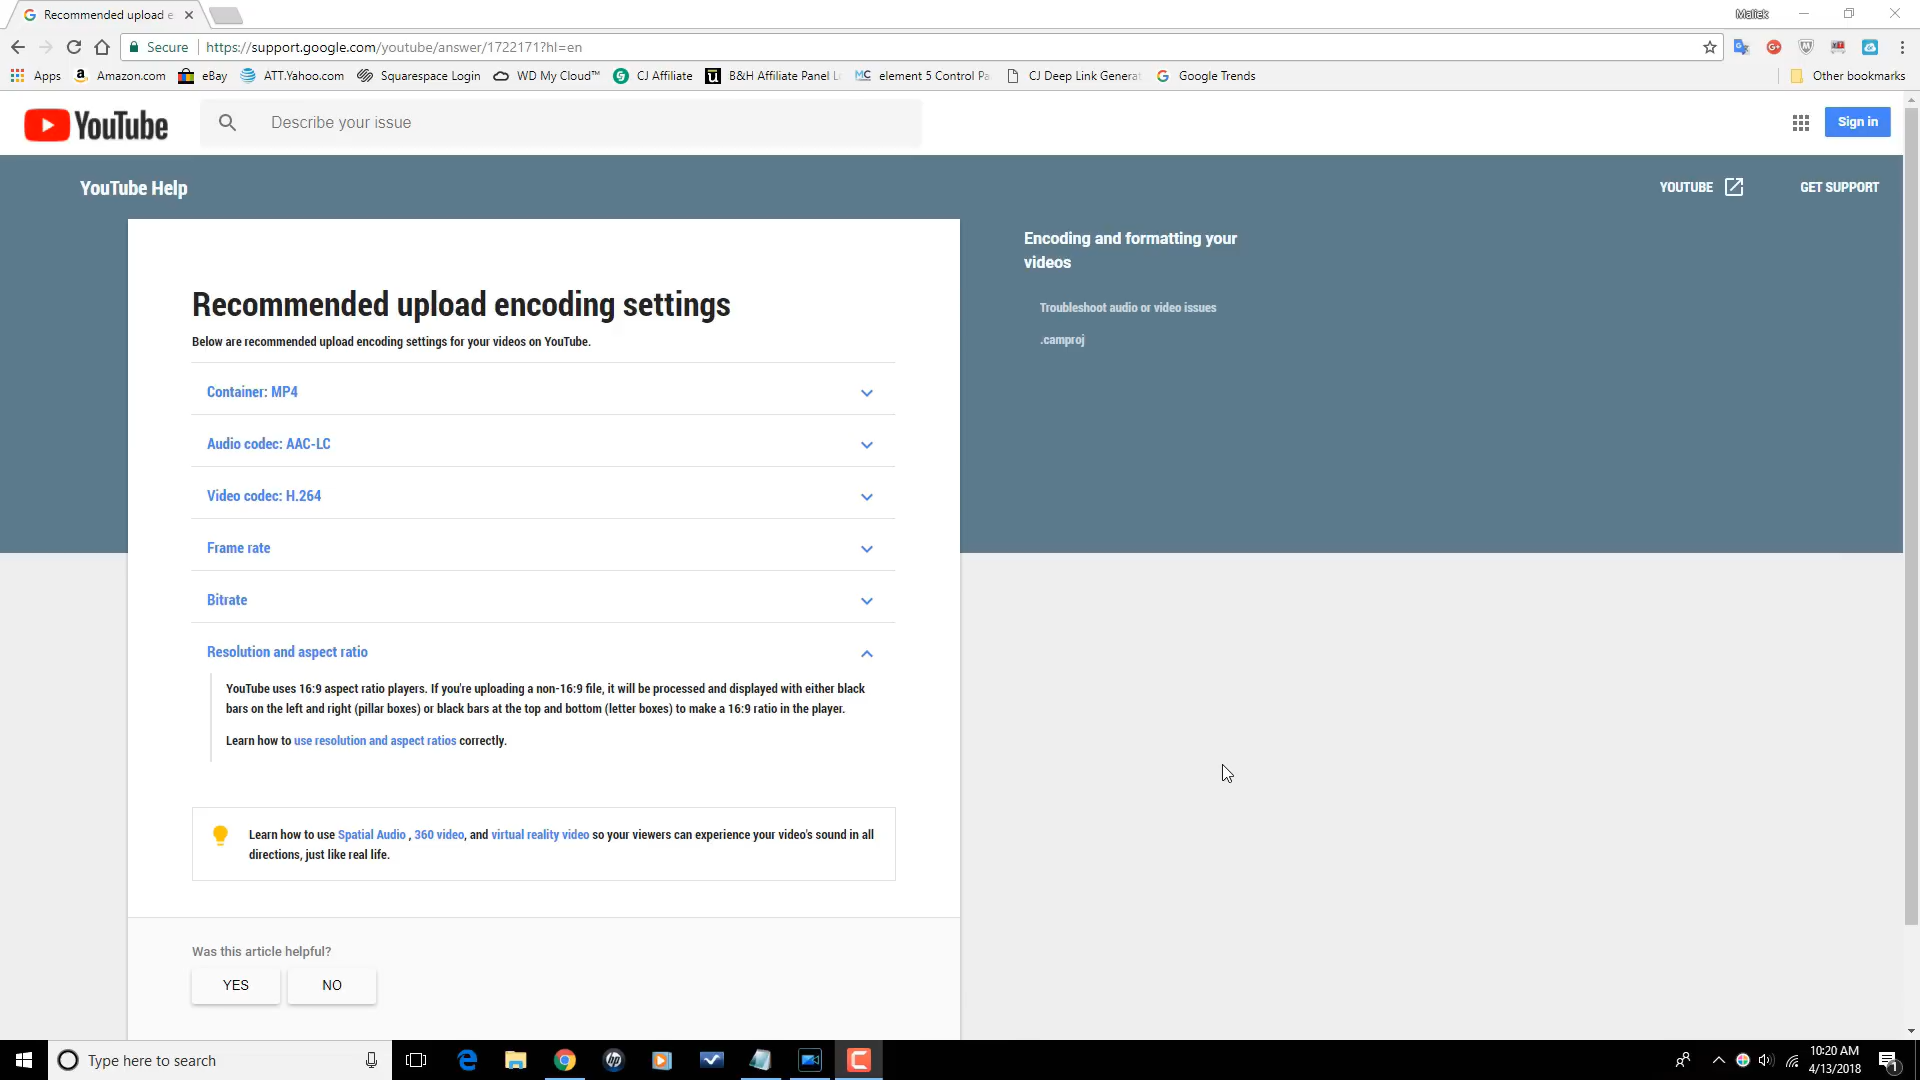 Recommended upload e
Maliek
Secure
https://support.google.com/youtube/answer/1722171?hl=en
Apps
Amazon.com
eBay
ATT.Yahoo.com
Squarespace Login
WD My Cloud™
CJ Affiliate
B&H Affiliate Panel L
MC
element 5 Control Pa
CJ Deep Link Generat
Google Trends
Other bookmarks
YouTube
Describe your issue
Sign in
YouTube Help
YOUTUBE
GET SUPPORT
Recommended upload encoding settings
Below are recommended upload encoding settings for your videos on YouTube.
Container: MP4
Audio codec: AAC-LC
Video codec: H.264
Frame rate
Bitrate
Resolution and aspect ratio
YouTube uses 16:9 aspect ratio players. If you're uploading a non-16:9 file, it will be processed and displayed with either black
bars on the left and right (pillar boxes) or black bars at the top and bottom (letter boxes) to make a 16:9 ratio in the player.
Learn how to use resolution and aspect ratios correctly.
Learn how to use Spatial Audio , 360 video, and virtual reality video so your viewers can experience your video's sound in all
directions, just like real life.
Was this article helpful?
YES
NO
Encoding and formatting your
videos
Troubleshoot audio or video issues
.camproj
Type here to search
10:20 AM
4/13/2018
1